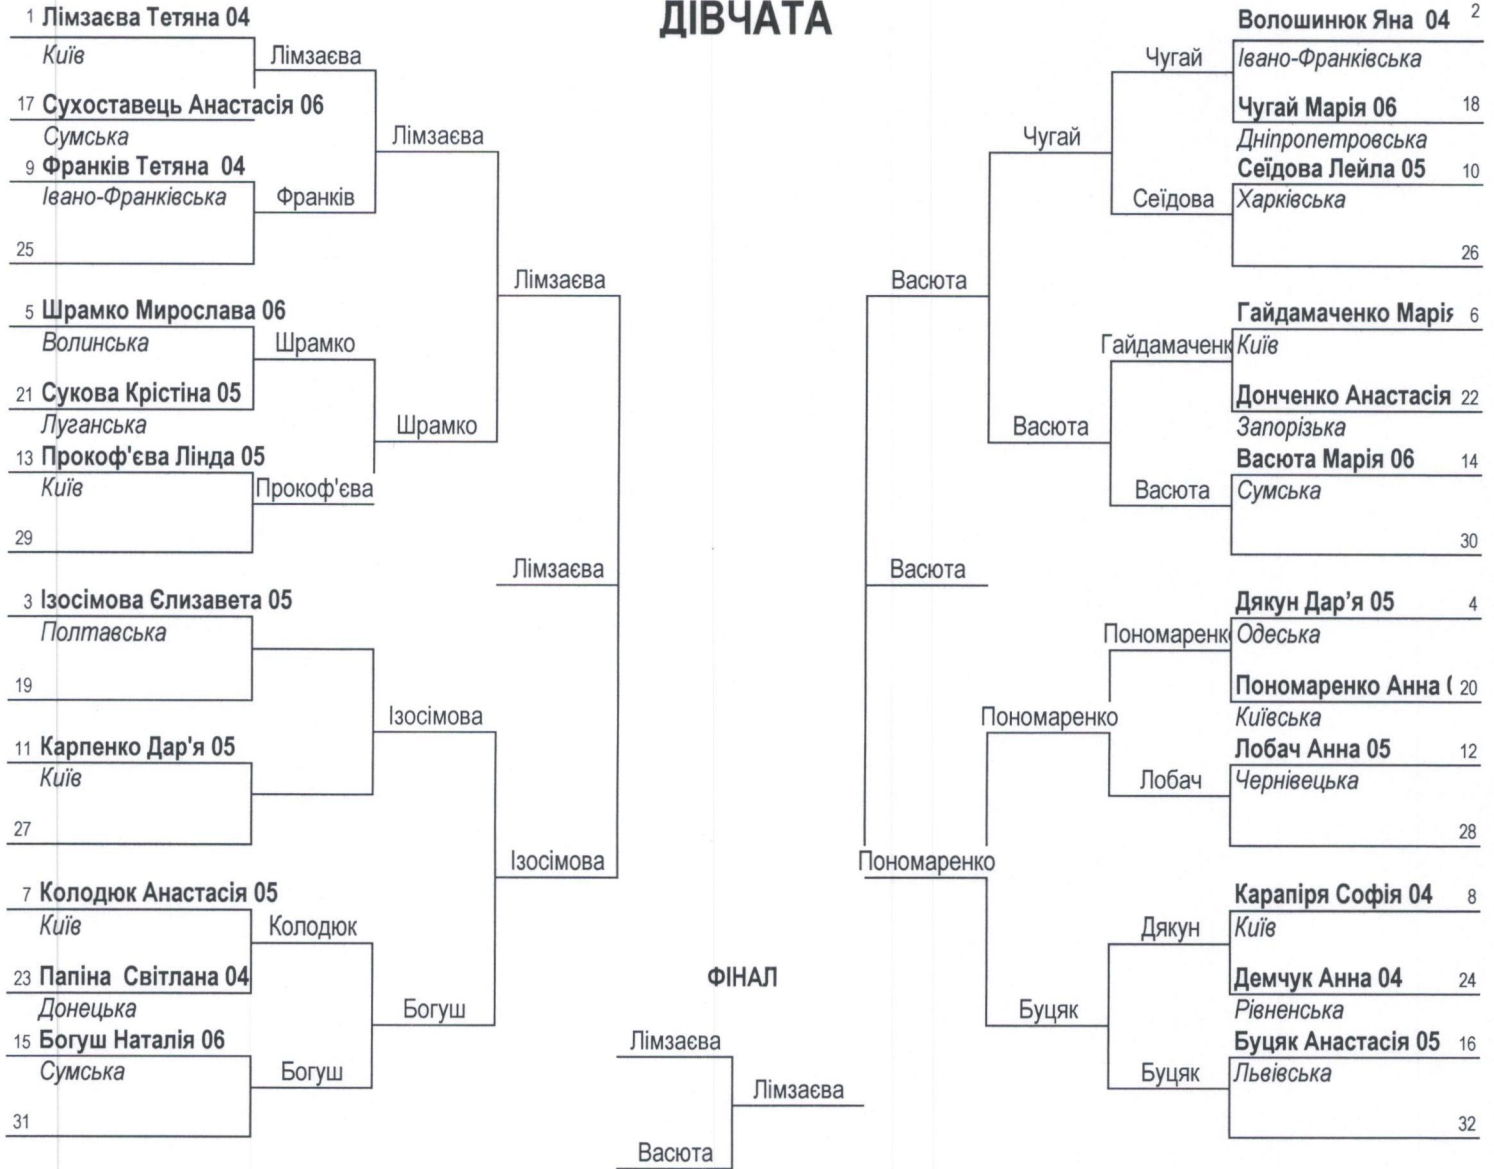 ДІВЧАТА
1 Лімзаєва Тетяна 04
Київ
Лімзаєва
17 Сухоставець Анастасія 06
Сумська
Лімзаєва
9 Франків Тетяна 04
Івано-Франківська
Франків
25
Лімзаєва
5 Шрамко Мирослава 06
Волинська
Шрамко
21 Сукова Крістіна 05
Луганська
Шрамко
13 Прокоф'єва Лінда 05
Київ
Прокоф'єва
29
Лімзаєва
3 Ізосімова Єлизавета 05
Полтавська
19
Ізосімова
11 Карпенко Дар'я 05
Київ
27
Ізосімова
7 Колодюк Анастасія 05
Київ
Колодюк
23 Папіна Світлана 04
Донецька
Богуш
15 Богуш Наталія 06
Сумська
Богуш
31
Волошинюк Яна 04 2
Чугай
Івано-Франківська
Чугай Марія 06 18
Чугай
Дніпропетровська
Сеїдова Лейла 05 10
Сеїдова
Харківська
26
Васюта
Гайдамаченко Марія 6
Гайдамаченк
Київ
Донченко Анастасія 22
Васюта
Запорізька
Васюта Марія 06 14
Васюта
Сумська
30
Васюта
Дякун Дар’я 05 4
Пономаренк
Одеська
Пономаренко Анна ( 20
Пономаренко
Київська
Лобач Анна 05 12
Лобач
Чернівецька
28
Пономаренко
Карапіря Софія 04 8
Дякун
Київ
Демчук Анна 04 24
Буцяк
Рівненська
Буцяк Анастасія 05 16
Буцяк
Львівська
32
ФІНАЛ
Лімзаєва
Лімзаєва
Васюта